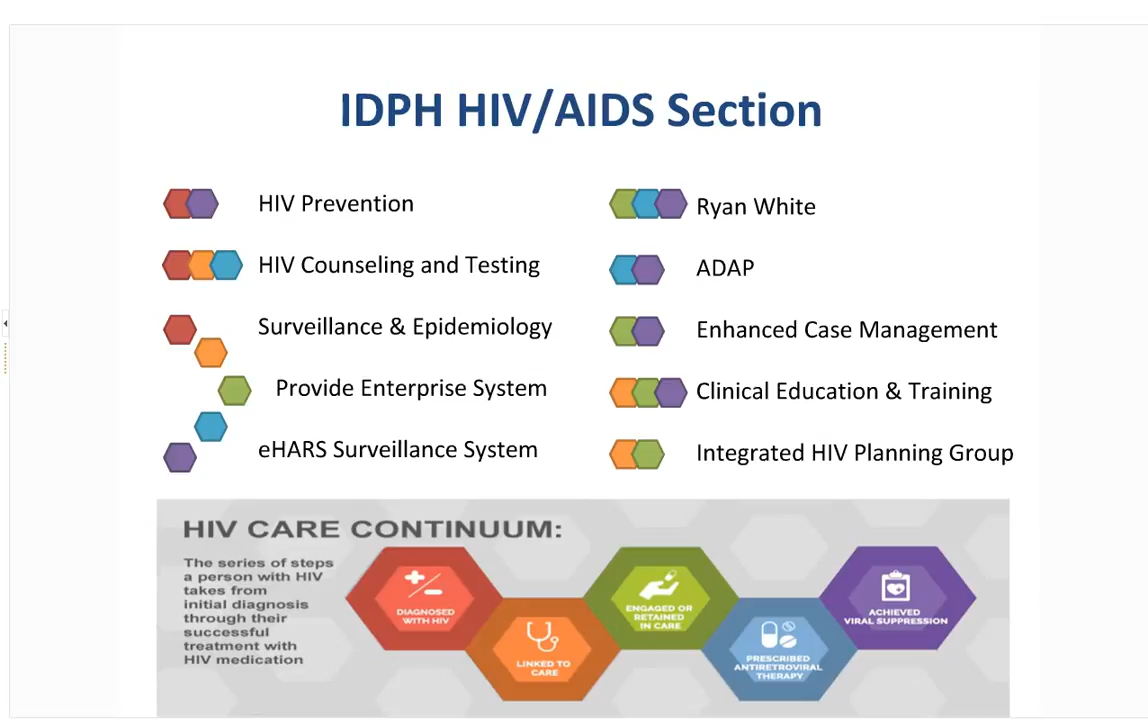 IDPH HIV/AIDS Section
HIV Prevention
HIV Counseling and Testing
Surveillance & Epidemiology
Provide Enterprise System
eHARS Surveillance System
Ryan White
ADAP
Enhanced Case Management
Clinical Education & Training
Integrated HIV Planning Group
HIV CARE CONTINUUM:
The series of steps
a person with HIV
takes from
initial diagnosis
through their
successful
treatment with
HIV medication
DIAGNOSED
WITH HIV
LINKED TO
CARE
ENGAGED OR
RETAINED
IN CARE
PRESCRIBED
ANTIRETROVIRAL
THERAPY
ACHIEVED
VIRAL SUPPRESSION